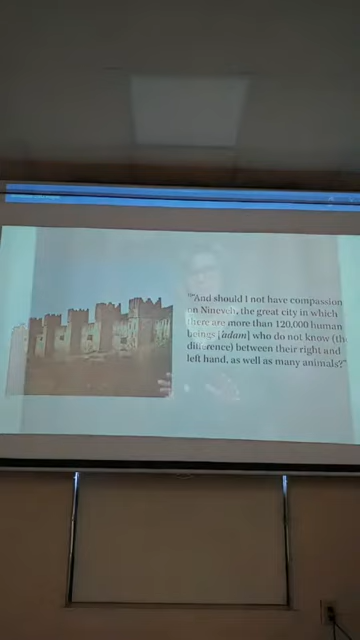 "And should I not have compassion
on Nineveh, the great city in which
there are more than 120,000 human
beings [ādam] who do not know (the
difference) between their right and
left hand, as well as many animals?"